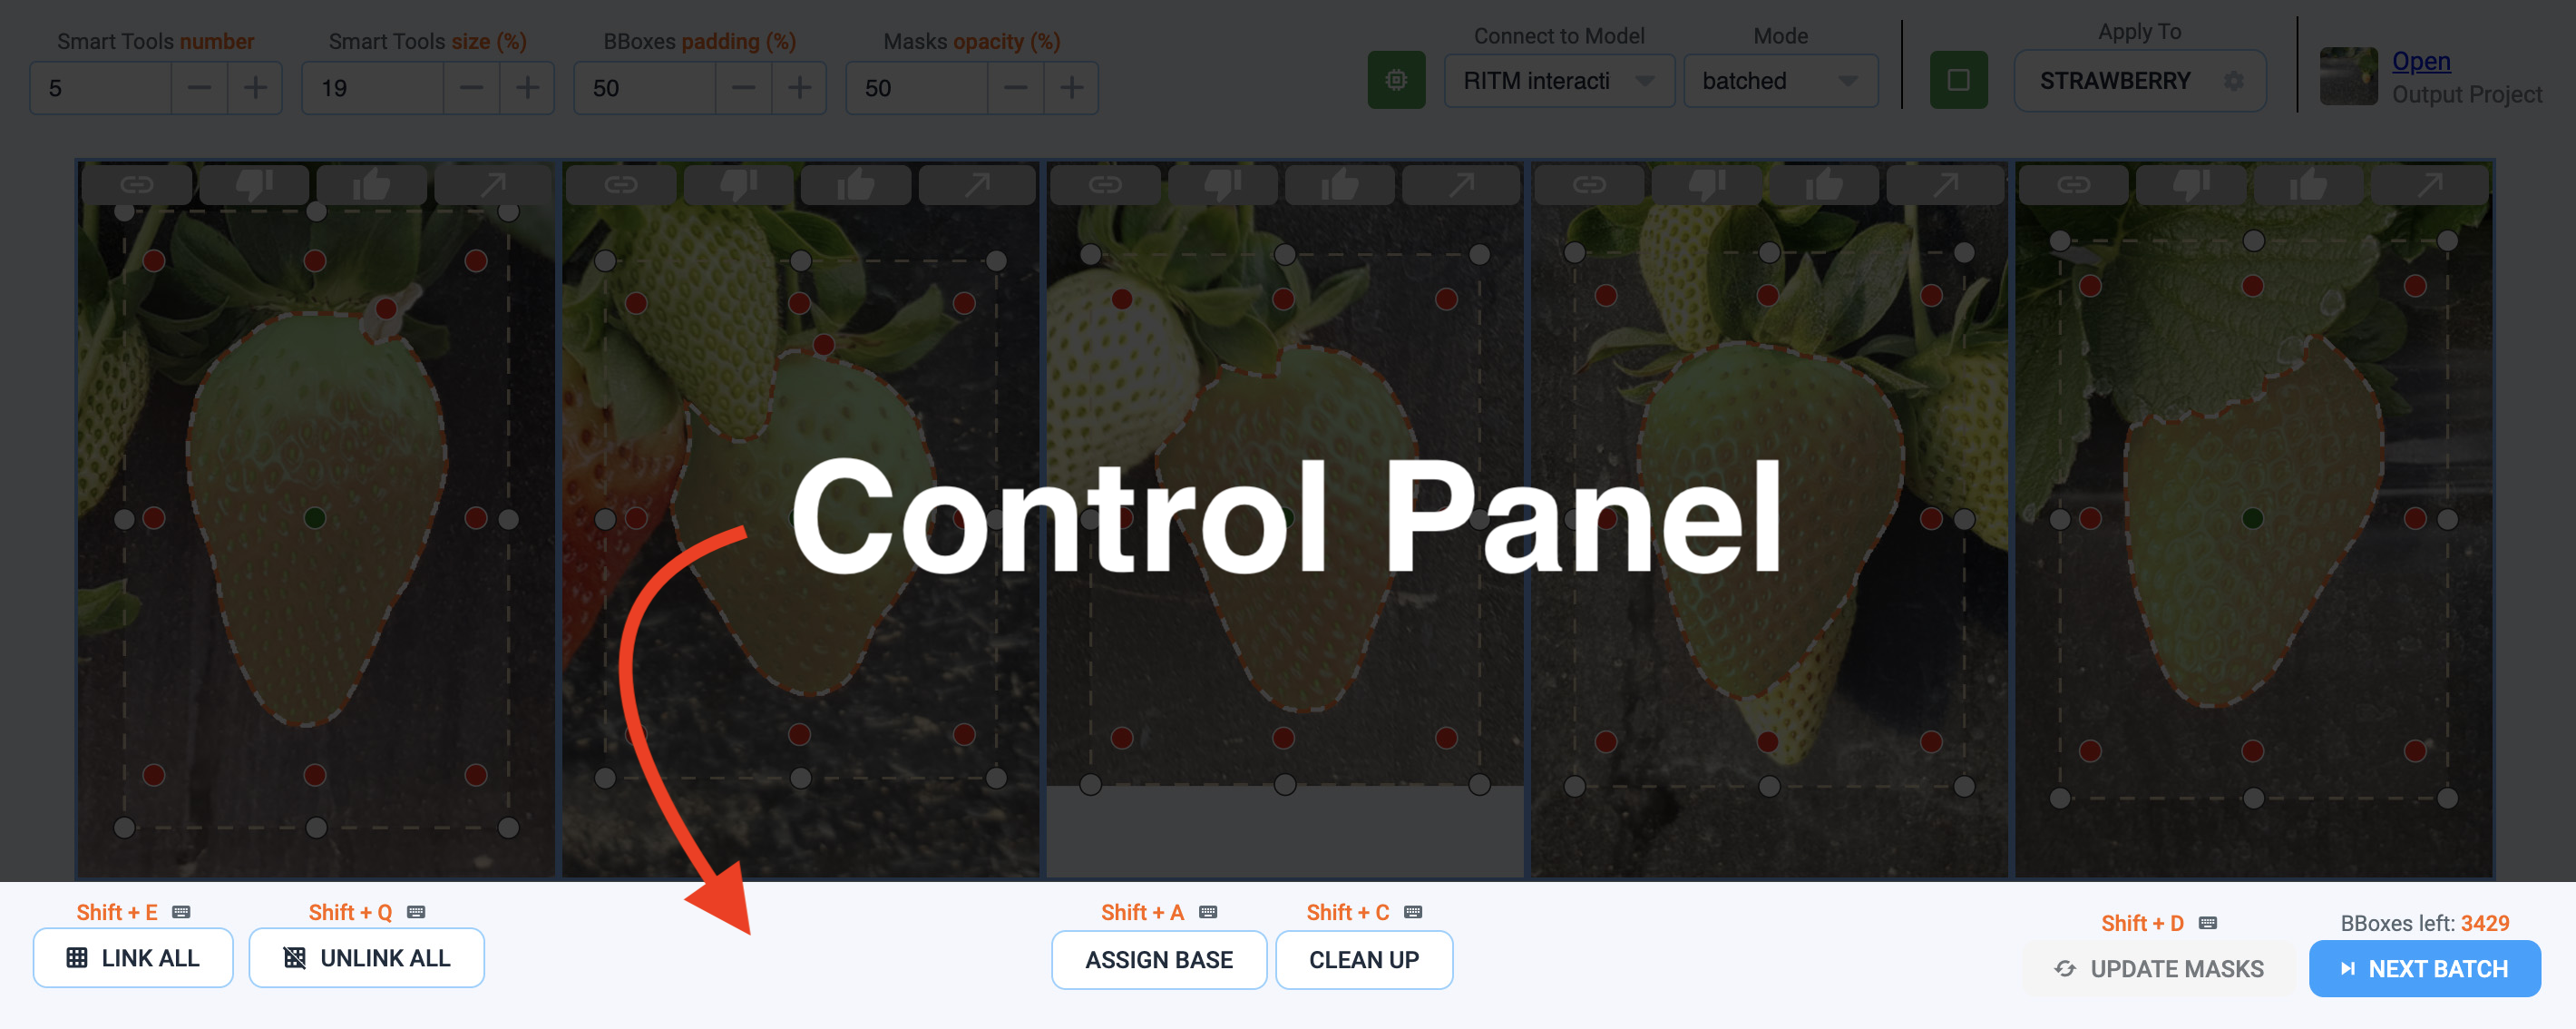 Smart Tools number
Smart Tools size (%)
BBoxes padding (%)
Masks opacity (%)
Connect to Model
Mode
Apply To
5
19
50
50
RITM interacti
batched
STRAWBERRY
Open
Output Project
Control Panel
Shift + E
Shift + Q
Shift + A
Shift + C
Shift + D
BBoxes left: 3429
LINK ALL
UNLINK ALL
ASSIGN BASE
CLEAN UP
UPDATE MASKS
NEXT BATCH